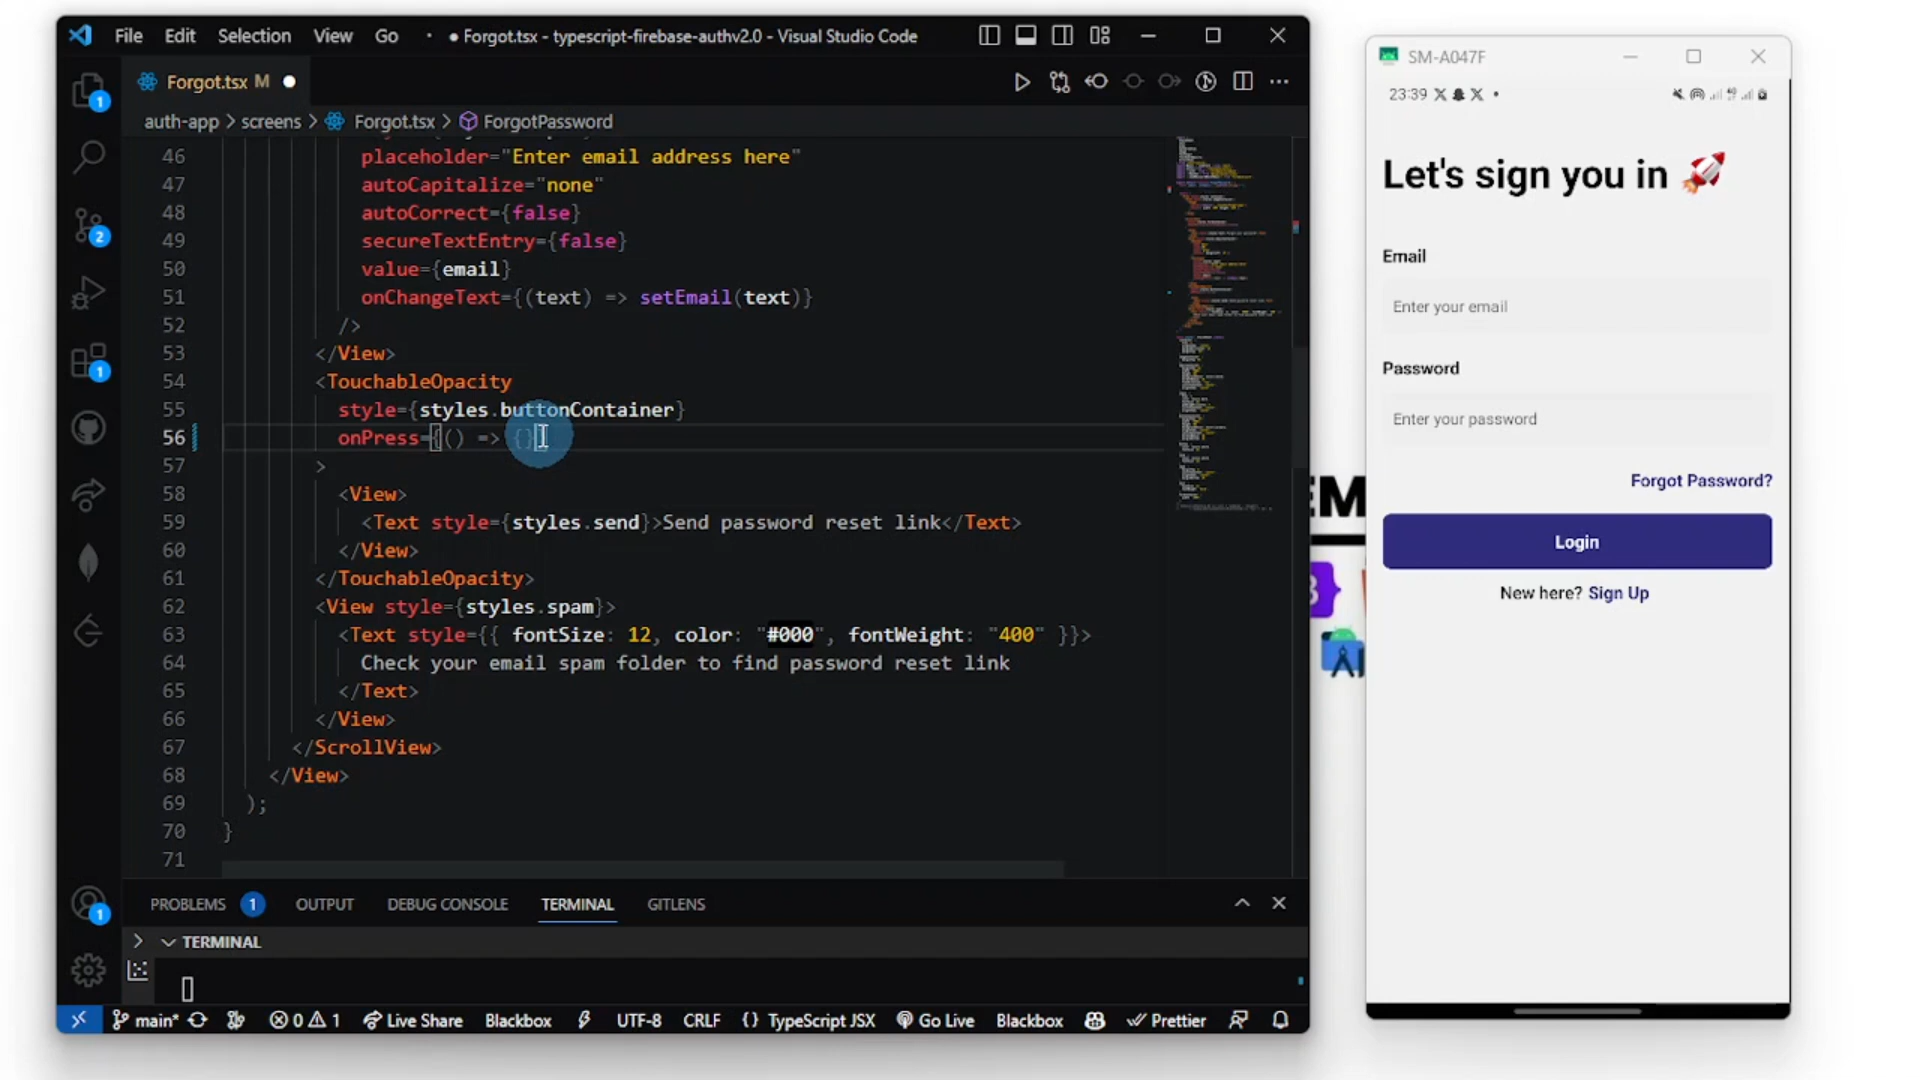 File Edit Selection View Go · ● Forgot.tsx - typescript-firebase-authv2.0 - Visual Studio Code
Forgot.tsx M
auth-app > screens > Forgot.tsx > ForgotPassword
46 placeholder="Enter email address here"
47 autoCapitalize="none"
48 autoCorrect={false}
49 secureTextEntry={false}
50 value={email}
51 onChangeText={(text) => setEmail(text)}
52 />
53 </View>
54 <TouchableOpacity
55 style={styles.buttonContainer}
56 onPress={() => {}}
57 >
58 <View>
59 <Text style={styles.send}>Send password reset link</Text>
60 </View>
61 </TouchableOpacity>
62 <View style={styles.spam}>
63 <Text style={{ fontSize: 12, color: "#000", fontWeight: "400" }}>
64 Check your email spam folder to find password reset link
65 </Text>
66 </View>
67 </ScrollView>
68 </View>
69 );
70 }
71
1
2
1
1
PROBLEMS 1 OUTPUT DEBUG CONSOLE TERMINAL GITLENS
TERMINAL
main* 0 1 Live Share Blackbox UTF-8 CRLF {} TypeScript JSX Go Live Blackbox Prettier
SM-A047F
23:39
Let's sign you in 🚀
Email
Enter your email
Password
Enter your password
Forgot Password?
Login
New here? Sign Up